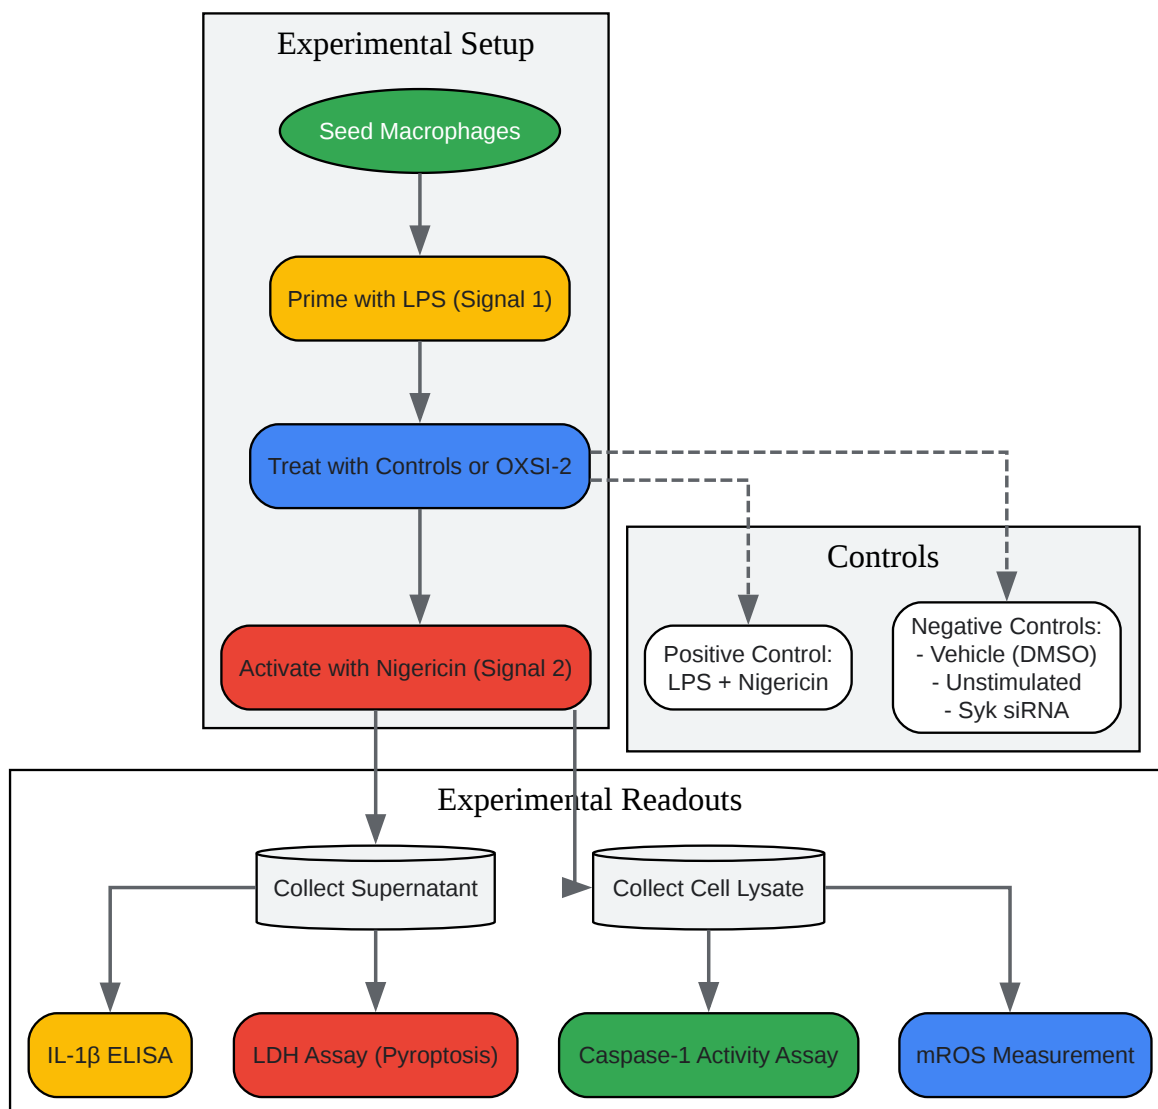 Experimental Setup
Seed Macrophages
Prime with LPS (Signal 1)
Treat with Controls or OXSI-2
Activate with Nigericin (Signal 2)
Controls
Positive Control:
LPS + Nigericin
Negative Controls:
- Vehicle (DMSO)
- Unstimulated
- Syk siRNA
Experimental Readouts
Collect Supernatant
Collect Cell Lysate
IL-1β ELISA
LDH Assay (Pyroptosis)
Caspase-1 Activity Assay
mROS Measurement